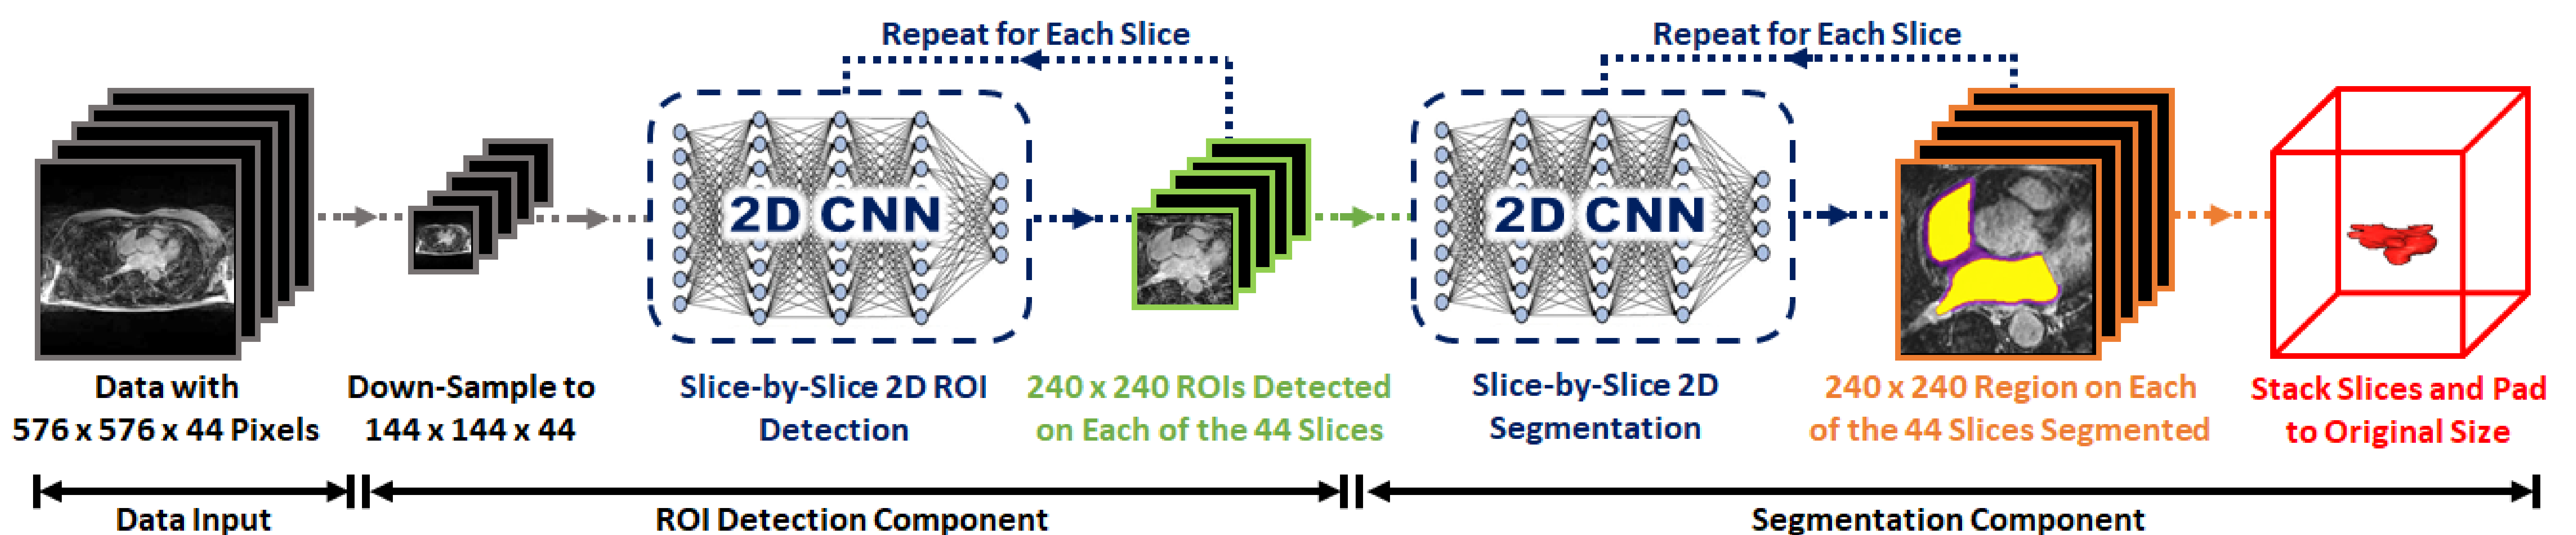 Repeat for Each Slice
Repeat for Each Slice
2D CNN
2D CNN
Data with
576 x 576 x 44 Pixels
Down-Sample to
144 x 144 x 44
Slice-by-Slice 2D ROI
Detection
240 x 240 ROIs Detected
on Each of the 44 Slices
Slice-by-Slice 2D
Segmentation
240 x 240 Region on Each
of the 44 Slices Segmented
Stack Slices and Pad
to Original Size
Data Input
ROI Detection Component
Segmentation Component